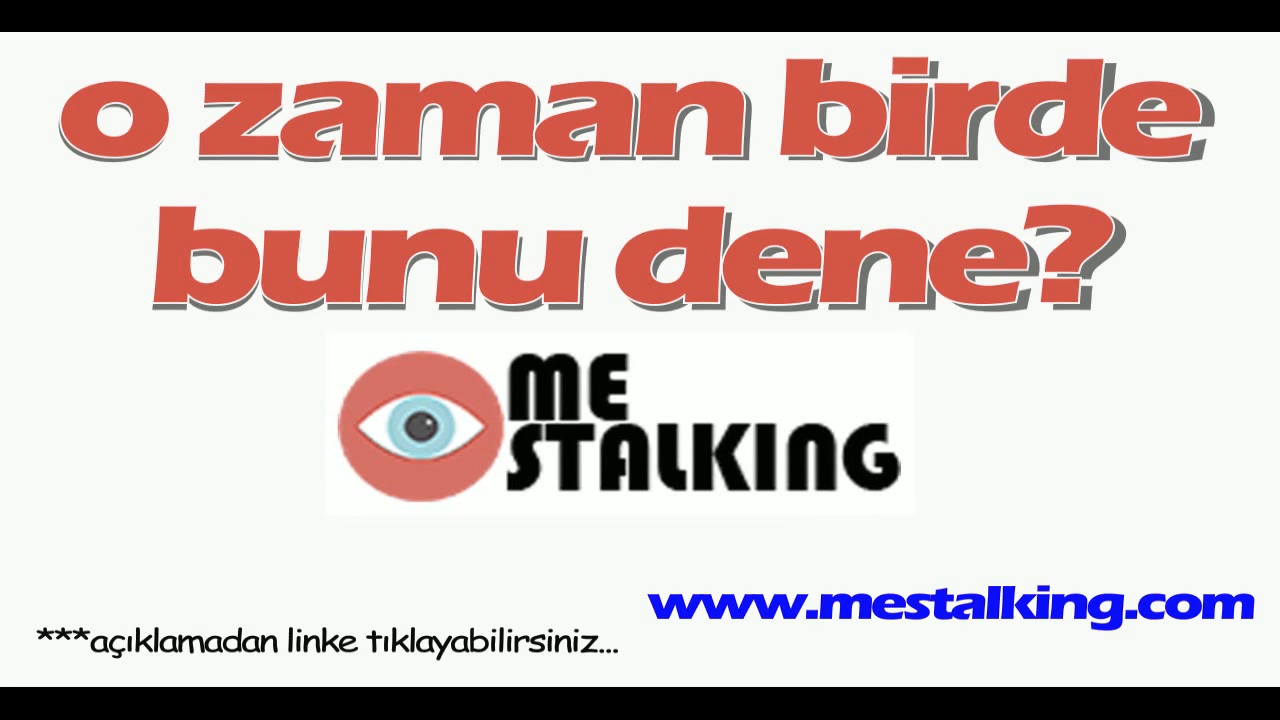 o zaman birde
bunu dene?
ME
STALKING
www.mestalking.com
***açıklamadan linke tıklayabilirsiniz...